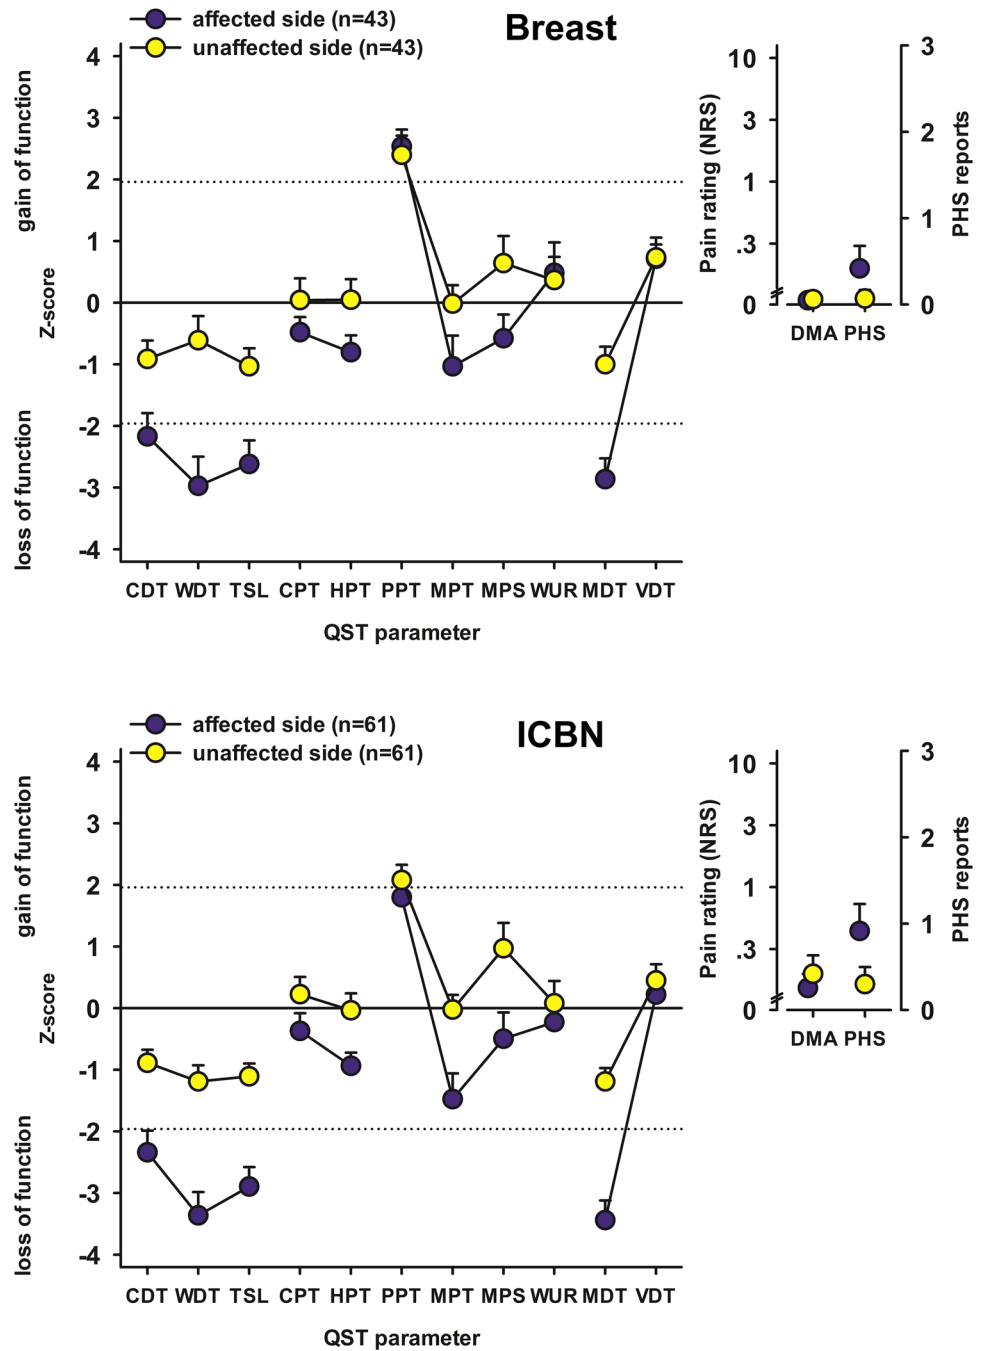 affected side (n=43)
unaffected side (n=43)
Breast
4
3
2
1
0
-1
-2
-3
-4
gain of function
Z-score
loss of function
CDT WDT TSL CPT HPT PPT MPT MPS WUR MDT VDT
QST parameter
Pain rating (NRS)
10
3
1
.3
0
DMA PHS
3
2
1
0
PHS reports
affected side (n=61)
unaffected side (n=61)
ICBN
4
3
2
1
0
-1
-2
-3
-4
gain of function
Z-score
loss of function
CDT WDT TSL CPT HPT PPT MPT MPS WUR MDT VDT
QST parameter
Pain rating (NRS)
10
3
1
.3
0
DMA PHS
3
2
1
0
PHS reports